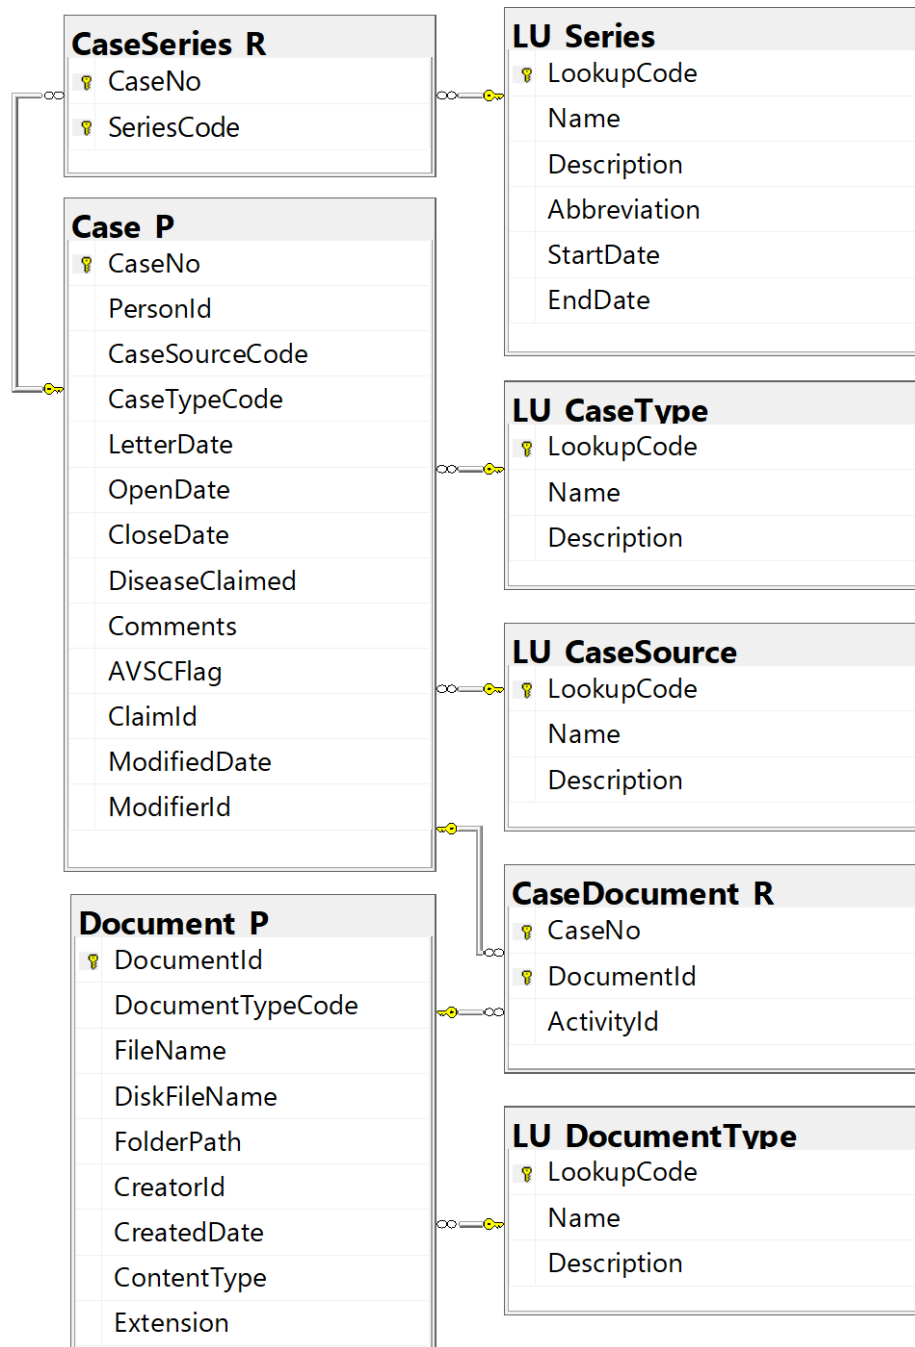 CaseSeries_R
CaseNo
SeriesCode
LU_Series
LookupCode
Name
Description
Abbreviation
StartDate
EndDate
Case_P
CaseNo
PersonId
CaseSourceCode
CaseTypeCode
LetterDate
OpenDate
CloseDate
DiseaseClaimed
Comments
AVSCFlag
ClaimId
ModifiedDate
ModifierId
LU_CaseType
LookupCode
Name
Description
LU_CaseSource
LookupCode
Name
Description
CaseDocument_R
CaseNo
DocumentId
ActivityId
Document_P
DocumentId
DocumentTypeCode
FileName
DiskFileName
FolderPath
CreatorId
CreatedDate
ContentType
Extension
LU_DocumentType
LookupCode
Name
Description